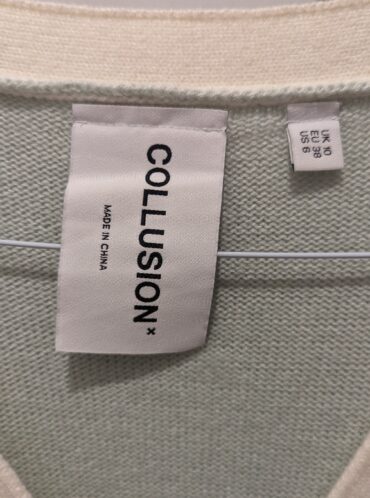 COLLUSION×
MADE IN CHINA
UK 10
EU 38
US 6